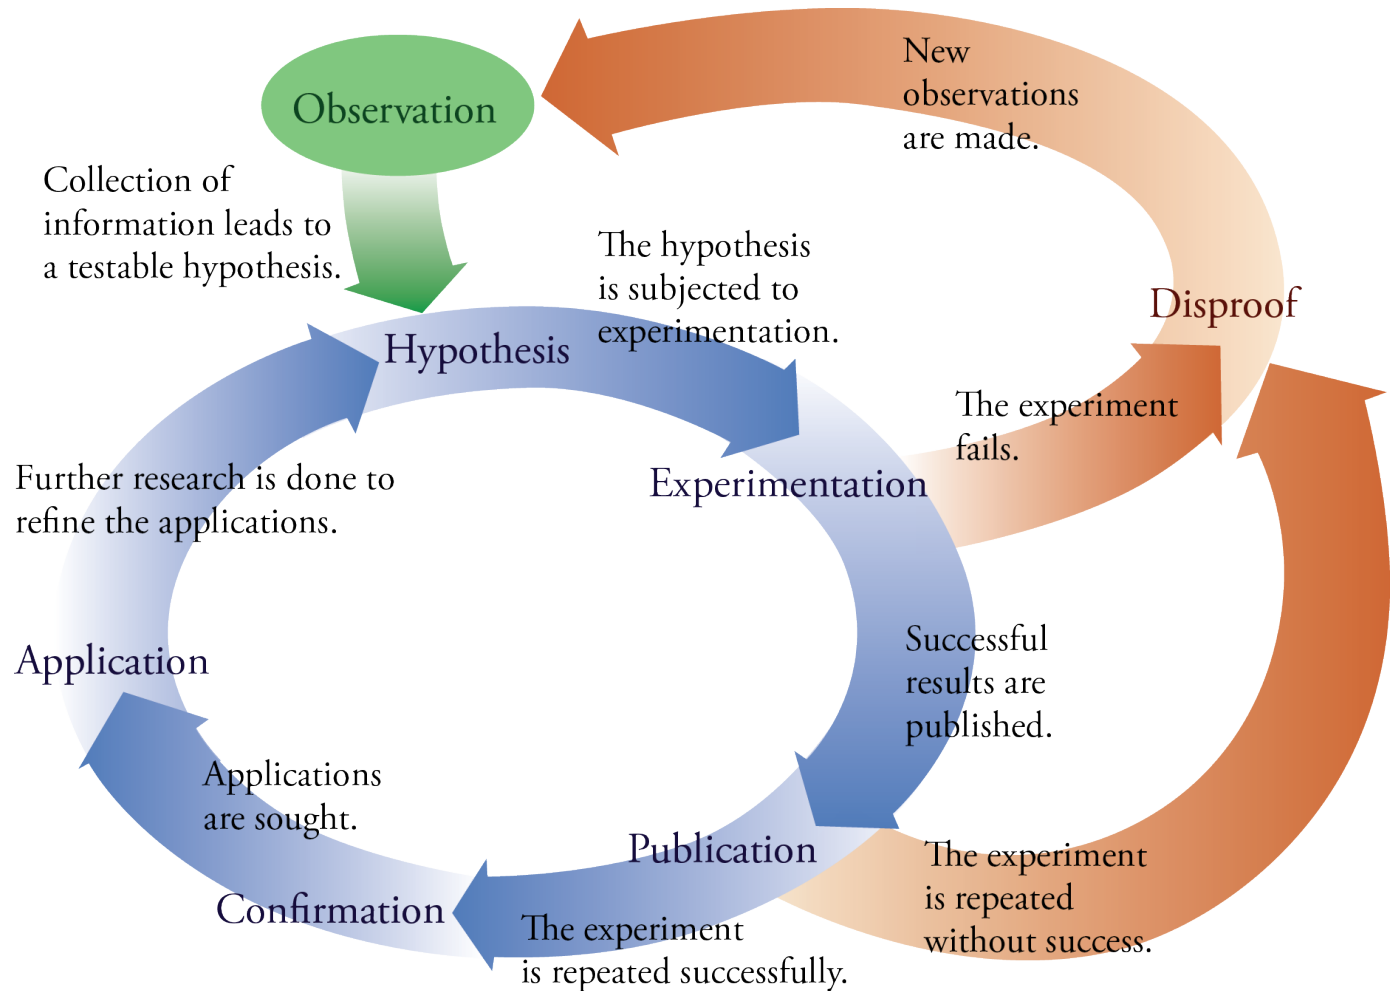 Observation
New
observations
are made.
Collection of
information leads to
a testable hypothesis.
The hypothesis
is subjected to
experimentation.
Disproof
Hypothesis
The experiment
fails.
Further research is done to
refine the applications.
Experimentation
Application
Successful
results are
published.
Applications
are sought.
Publication
The experiment
is repeated
without success.
Confirmation
The experiment
is repeated successfully.